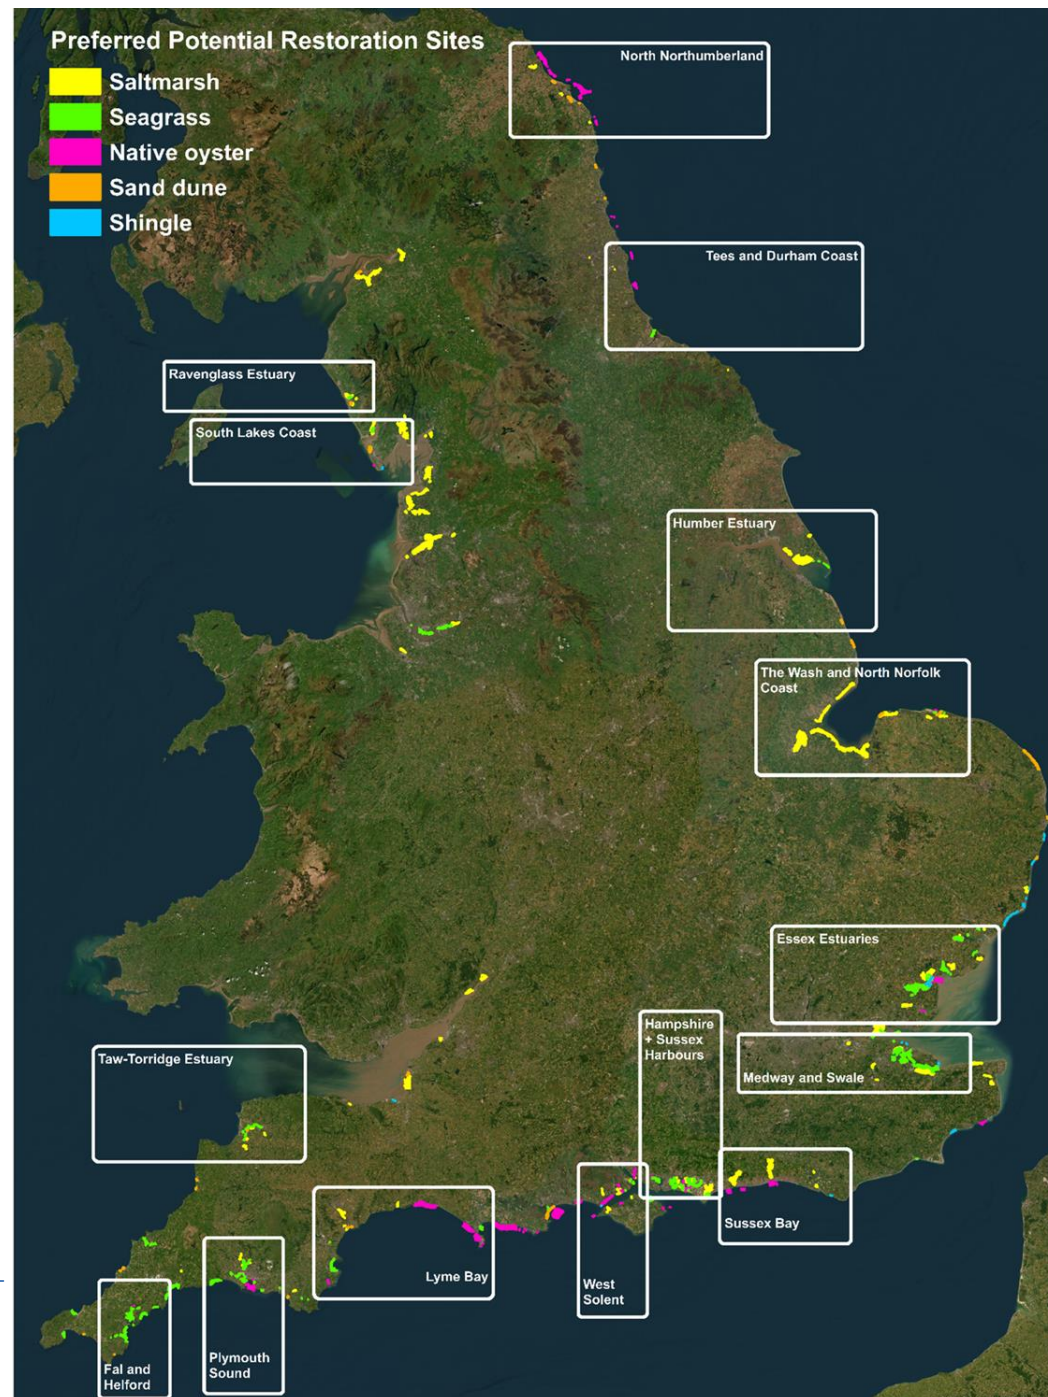 Preferred Potential Restoration Sites
Saltmarsh
Seagrass
Native oyster
Sand dune
Shingle
North Northumberland
Tees and Durham Coast
Ravenglass Estuary
South Lakes Coast
Humber Estuary
The Wash and North Norfolk
Coast
Essex Estuaries
Hampshire
+ Sussex
Harbours
Medway and Swale
Taw-Torridge Estuary
Sussex Bay
Lyme Bay
West
Solent
Plymouth
Sound
Fal and
Helford